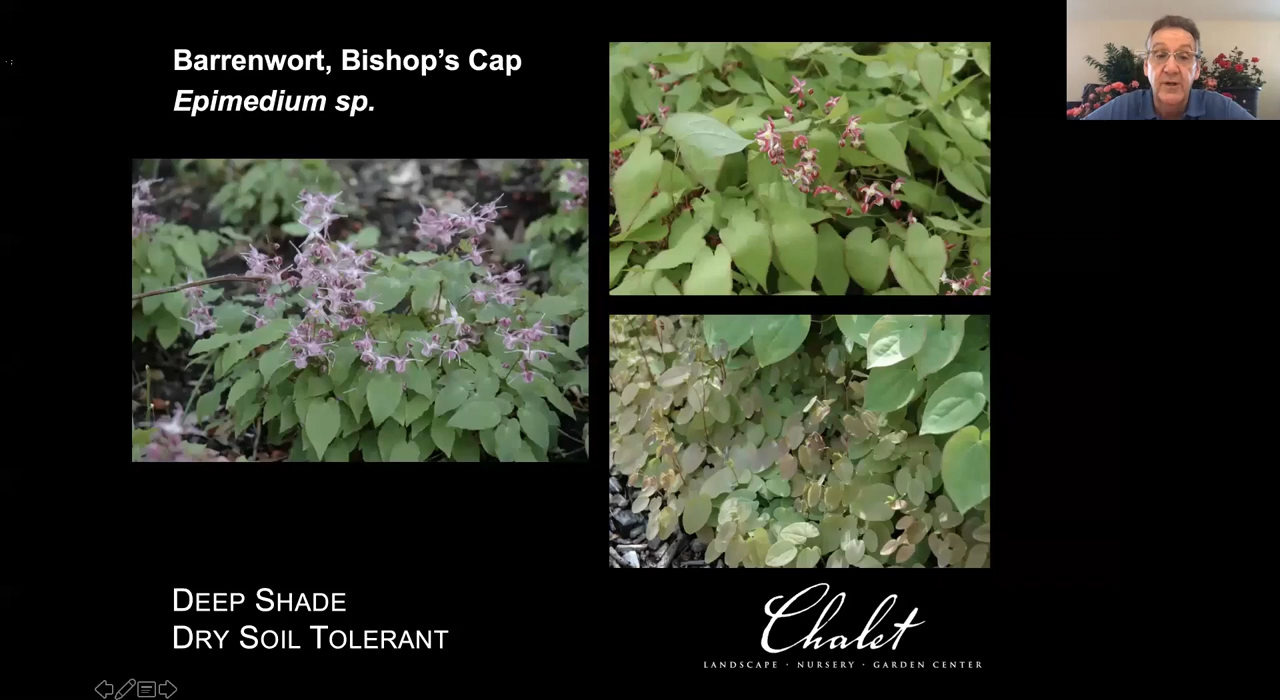 Barrenwort, Bishop's Cap
Epimedium sp.
DEEP SHADE
DRY SOIL TOLERANT
Chalet
LANDSCAPE · NURSERY · GARDEN CENTER